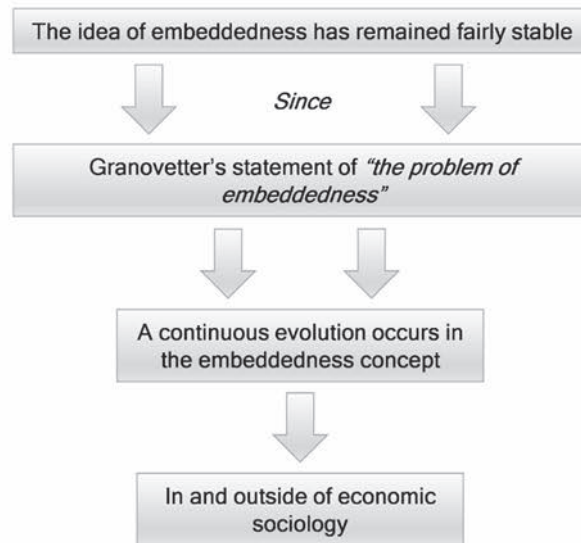 The idea of embeddedness has remained fairly stable
Since
Granovetter's statement of "the problem of
embeddedness"
A continuous evolution occurs in
the embeddedness concept
In and outside of economic
sociology